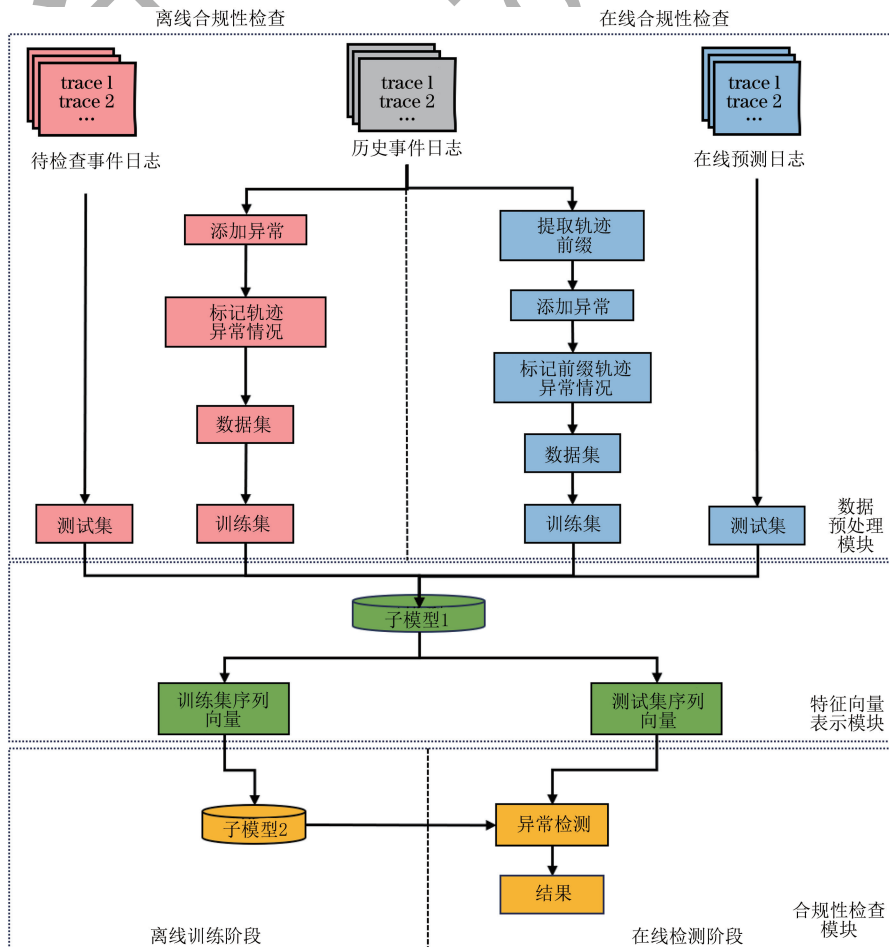 离线合规性检查
在线合规性检查
trace 1
trace 2
...
trace 1
trace 2
...
trace 1
trace 2
...
待检查事件日志
历史事件日志
在线预测日志
添加异常
提取轨迹
前缀
标记轨迹
异常情况
添加异常
标记前缀轨迹
异常情况
数据集
数据集
测试集
训练集
训练集
测试集
数据
预处理
模块
子模型1
训练集序列
向量
测试集序列
向量
特征向量
表示模块
子模型2
异常检测
结果
合规性检查
模块
离线训练阶段
在线检测阶段